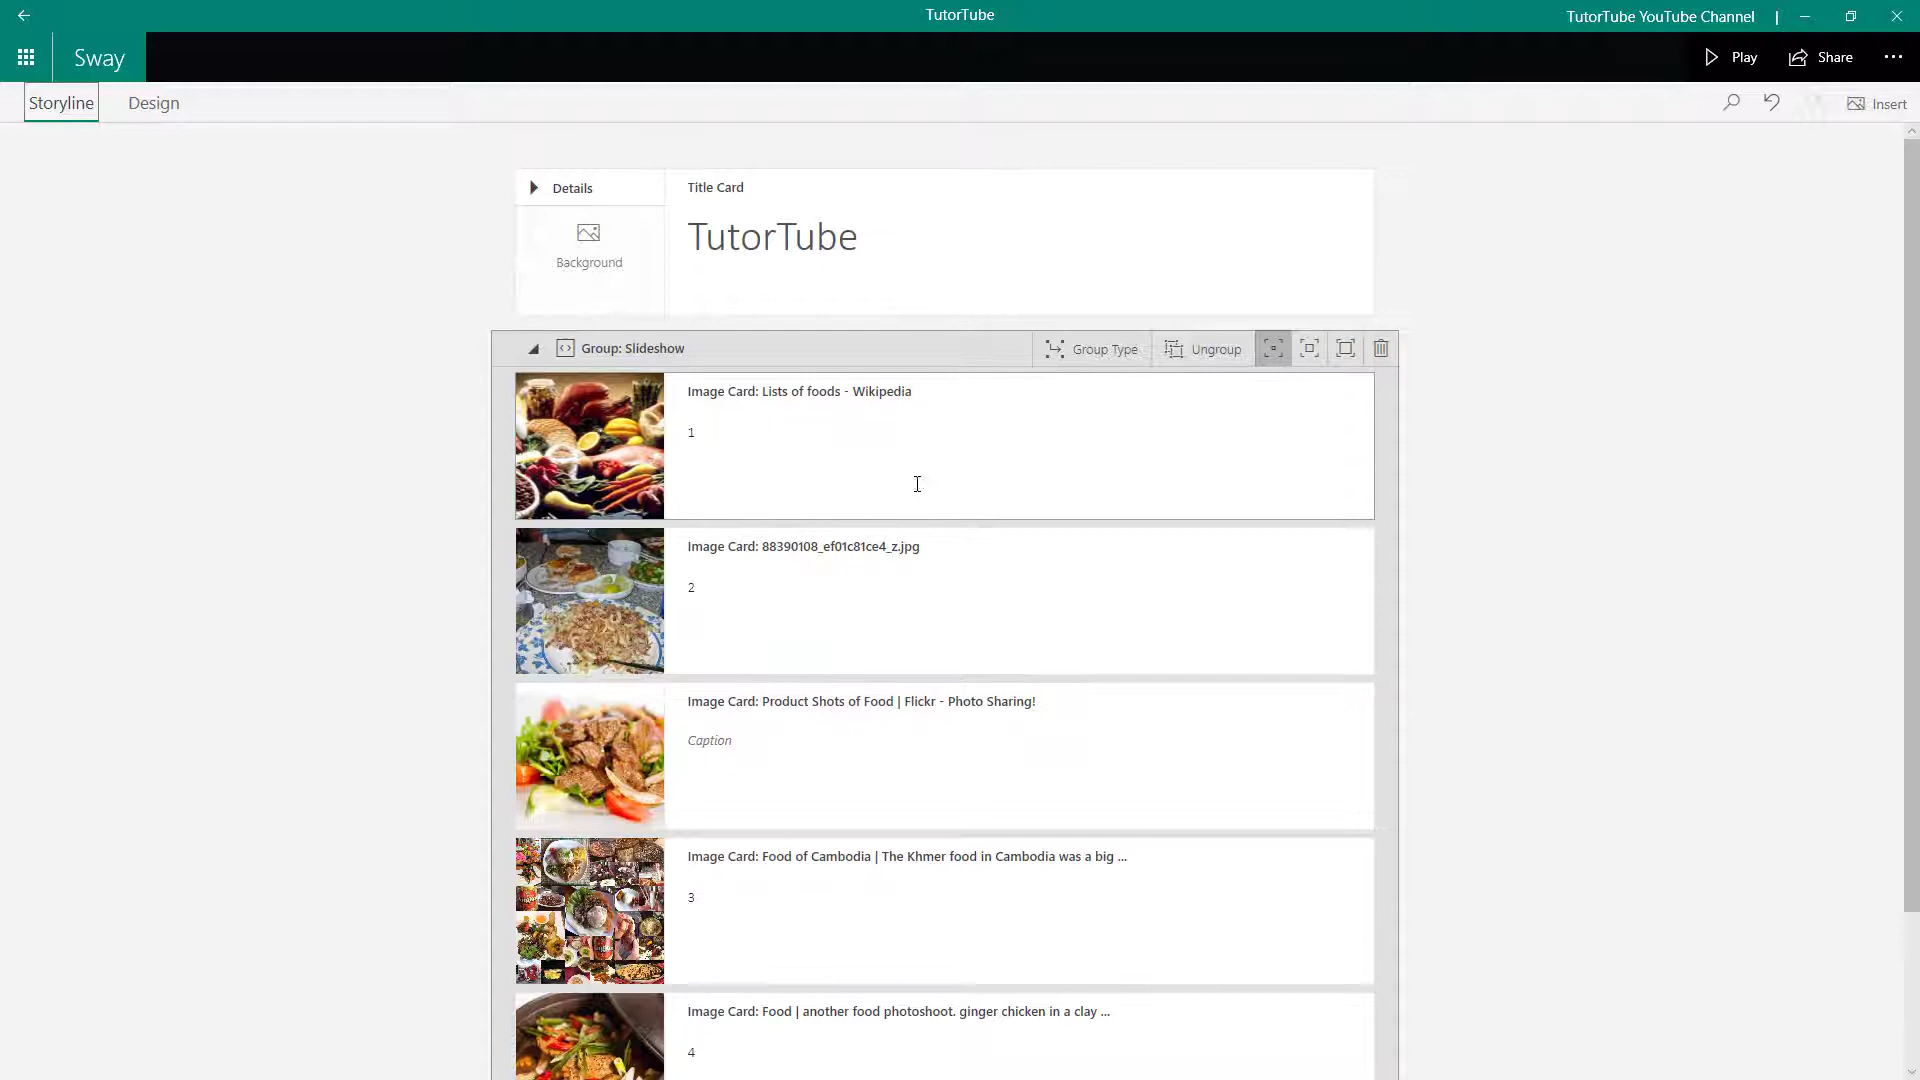 TutorTube
TutorTube YouTube Channel
Sway
Play
Share
Storyline
Design
Insert
Details
Title Card
Background
TutorTube
Group: Slideshow
Group Type
Ungroup
Image Card: Lists of foods - Wikipedia
1
Image Card: 88390108_ef01c81ce4_z.jpg
2
Image Card: Product Shots of Food | Flickr - Photo Sharing!
Caption
Image Card: Food of Cambodia | The Khmer food in Cambodia was a big ...
3
Image Card: Food | another food photoshoot. ginger chicken in a clay ...
4